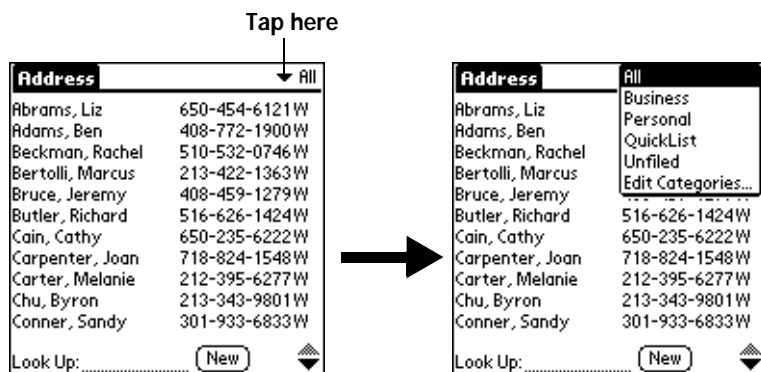 Tap here
Address All
Abrams, Liz 650-454-6121W
Adams, Ben 408-772-1900W
Beckman, Rachel 510-532-0746W
Bertolli, Marcus 213-422-1363W
Bruce, Jeremy 408-459-1279W
Butler, Richard 516-626-1424W
Cain, Cathy 650-235-6222W
Carpenter, Joan 718-824-1548W
Carter, Melanie 212-395-6277W
Chu, Byron 213-343-9801W
Conner, Sandy 301-933-6833W
Look Up: New
Address
All
Business
Personal
QuickList
Unfiled
Edit Categories...
Abrams, Liz
Adams, Ben
Beckman, Rachel
Bertolli, Marcus
Bruce, Jeremy
Butler, Richard 516-626-1424W
Cain, Cathy 650-235-6222W
Carpenter, Joan 718-824-1548W
Carter, Melanie 212-395-6277W
Chu, Byron 213-343-9801W
Conner, Sandy 301-933-6833W
Look Up: New